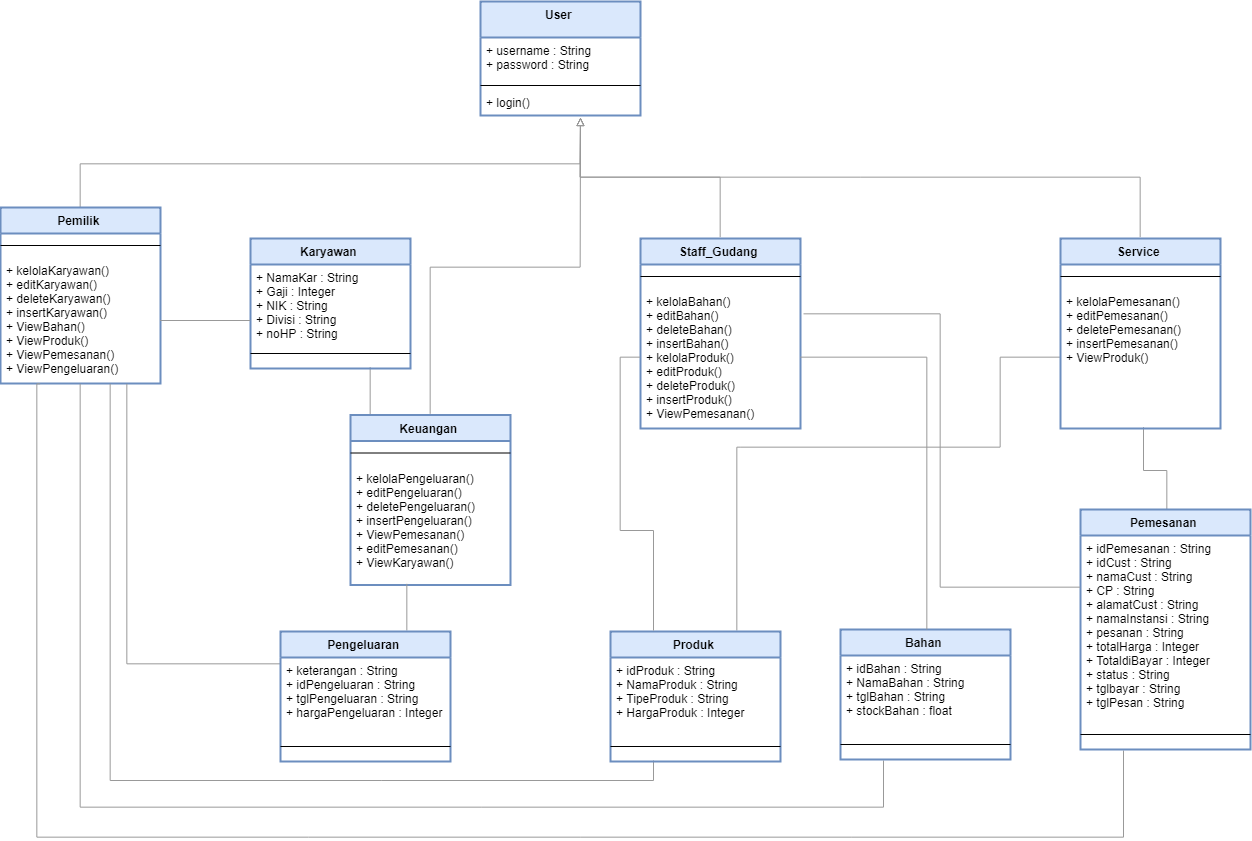 User
+ username : String
+ password : String
+ login()
Pemilik
+ kelolaKaryawan()
+ editKaryawan()
+ deleteKaryawan()
+ insertKaryawan()
+ ViewBahan()
+ ViewProduk()
+ ViewPemesanan()
+ ViewPengeluaran()
Karyawan
+ NamaKar : String
+ Gaji : Integer
+ NIK : String
+ Divisi : String
+ noHP : String
Staff_Gudang
+ kelolaBahan()
+ editBahan()
+ deleteBahan()
+ insertBahan()
+ kelolaProduk()
+ editProduk()
+ deleteProduk()
+ insertProduk()
+ ViewPemesanan()
Service
+ kelolaPemesanan()
+ editPemesanan()
+ deletePemesanan()
+ insertPemesanan()
+ ViewProduk()
Keuangan
+ kelolaPengeluaran()
+ editPengeluaran()
+ deletePengeluaran()
+ insertPengeluaran()
+ ViewPemesanan()
+ editPemesanan()
+ ViewKaryawan()
Pemesanan
+ idPemesanan : String
+ idCust : String
+ namaCust : String
+ CP : String
+ alamatCust : String
+ namaInstansi : String
+ pesanan : String
+ totalHarga : Integer
+ TotaldiBayar : Integer
+ status : String
+ tglbayar : String
+ tglPesan : String
Pengeluaran
+ keterangan : String
+ idPengeluaran : String
+ tglPengeluaran : String
+ hargaPengeluaran : Integer
Produk
+ idProduk : String
+ NamaProduk : String
+ TipeProduk : String
+ HargaProduk : Integer
Bahan
+ idBahan : String
+ NamaBahan : String
+ tglBahan : String
+ stockBahan : float